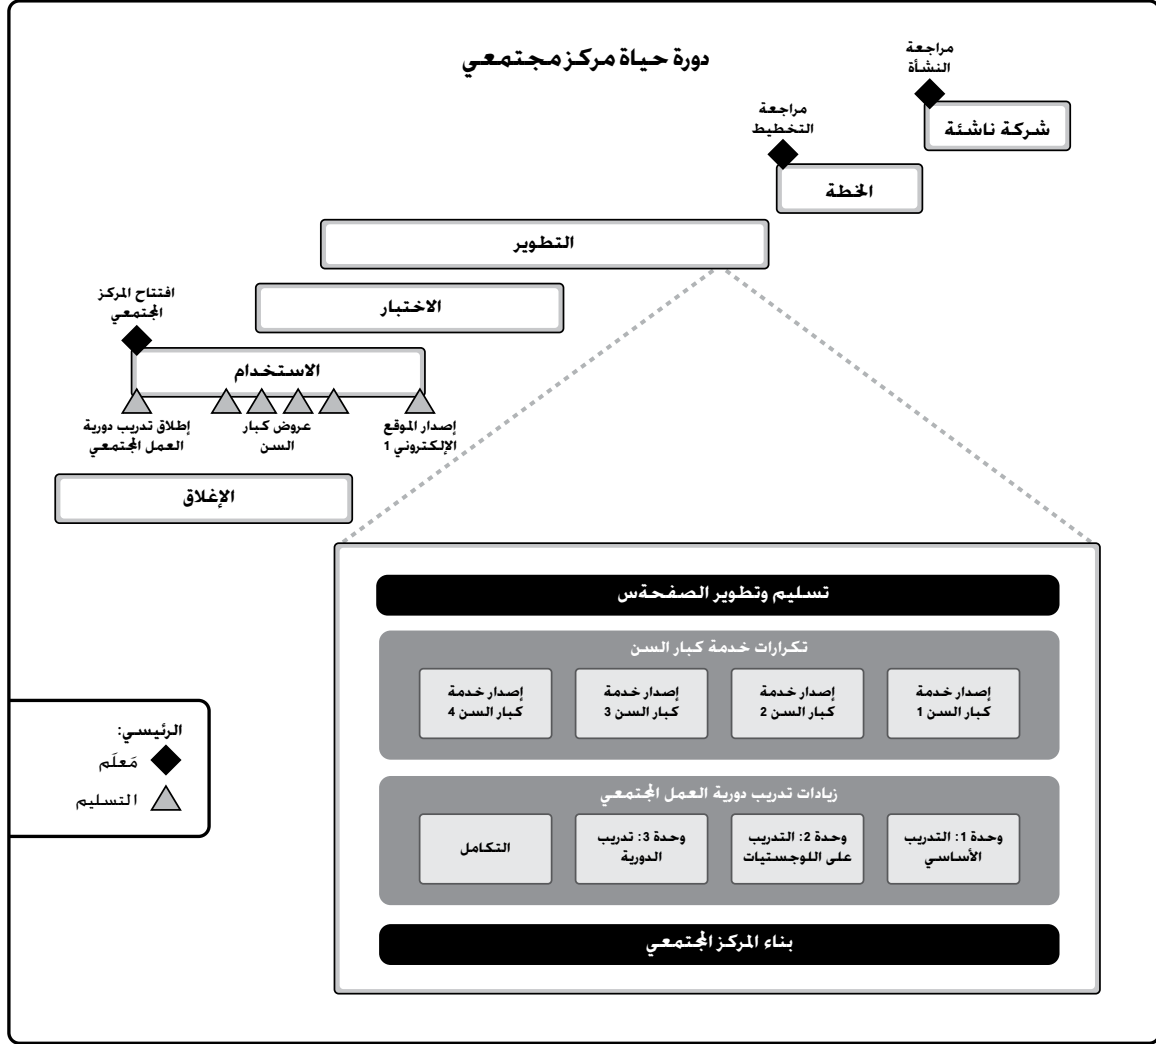 دورة حياة مركز مجتمعي
مراجعة
النشأة
شركة ناشئة
مراجعة
التخطيط
الخطة
التطوير
الاختبار
افتتاح المركز
المجتمعي
الاستخدام
إصدار الموقع
الإلكتروني 1
عروض كبار
السن
إطلاق تدريب دورية
العمل المجتمعي
الإغلاق
تسليم وتطوير الصفحةس
تكرارات خدمة كبار السن
إصدار خدمة
كبار السن 1
إصدار خدمة
كبار السن 2
إصدار خدمة
كبار السن 3
إصدار خدمة
كبار السن 4
زيادات تدريب دورية العمل المجتمعي
وحدة 1: التدريب
الأساسي
وحدة 2: التدريب
على اللوجستيات
وحدة 3: تدريب
الدورية
التكامل
بناء المركز المجتمعي
الرئيسي:
مَعلَم
التسليم